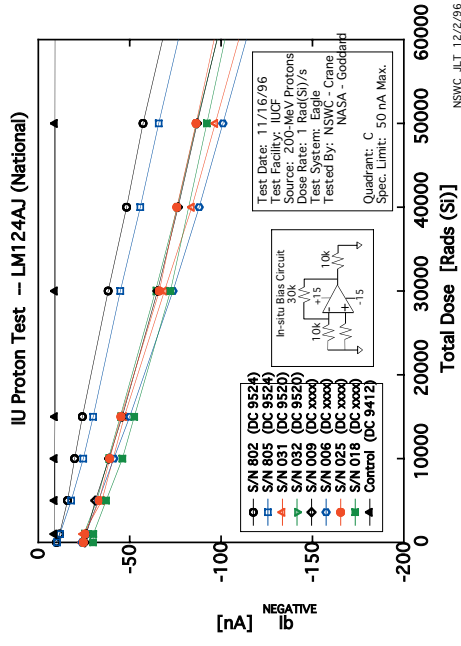 IU Proton Test -- LM124AJ (National)
0
-50
-100
-150
-200
[nA] Ib NEGATIVE
0
10000
20000
30000
40000
50000
60000
Total Dose [Rads (Si)]
S/N 802 (DC 9524)
S/N 805 (DC 9524)
S/N 031 (DC 9520)
S/N 032 (DC 9520)
S/N 009 (DC xxxx)
S/N 006 (DC xxxx)
S/N 025 (DC xxxx)
S/N 018 (DC xxxx)
Control (DC 9412)
In-situ Bias Circuit
30k
10k
+15
-15
10k
Test Date: 11/16/96
Test Facility: IUCF
Source: 200-MeV Protons
Dose Rate: 1 Rad(Si)/s
Test System: Eagle
Tested By: NSWC - Crane
NASA - Goddard
Quadrant: C
Spec. Limit: 50 nA Max.
NSWC JLT 12/2/96